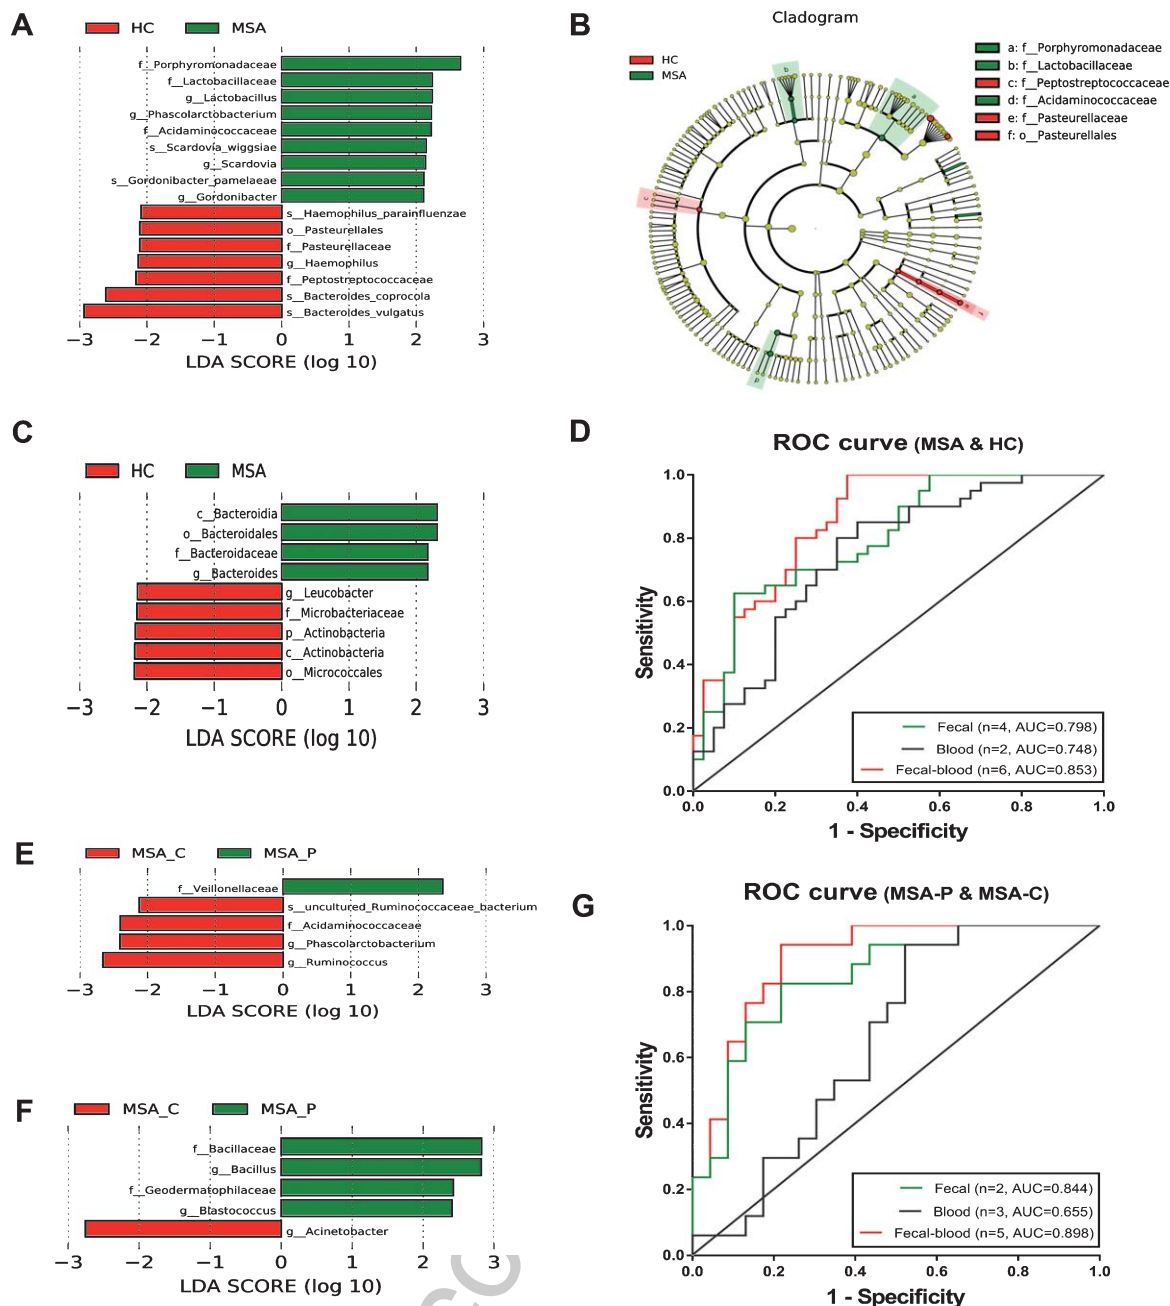 A
HC MSA
f__Porphyromonadaceae
f__Lactobacillaceae
g__Lactobacillus
g__Phascolarctobacterium
f__Acidaminococcaceae
s__Scardovia_wiggsiae
g__Scardovia
s__Gordonibacter_pamelaeae
g__Gordonibacter
s__Haemophilus_parainfluenzae
o__Pasteurellales
f__Pasteurellaceae
g__Haemophilus
f__Peptostreptococcaceae
s__Bacteroides_coprocola
s__Bacteroides_vulgatus
−3 −2 −1 0 1 2 3
LDA SCORE (log 10)
B
Cladogram
HC
MSA
a: f__Porphyromonadaceae
b: f__Lactobacillaceae
c: f__Peptostreptococcaceae
d: f__Acidaminococcaceae
e: f__Pasteurellaceae
f: o__Pasteurellales
b
a
c
e f
d
C
HC MSA
c__Bacteroidia
o__Bacteroidales
f__Bacteroidaceae
g__Bacteroides
g__Leucobacter
f__Microbacteriaceae
p__Actinobacteria
c__Actinobacteria
o__Micrococcales
−3 −2 −1 0 1 2 3
LDA SCORE (log 10)
D
ROC curve (MSA & HC)
Sensitivity
1.0
0.8
0.6
0.4
0.2
0.0
Fecal (n=4, AUC=0.798)
Blood (n=2, AUC=0.748)
Fecal-blood (n=6, AUC=0.853)
0.0 0.2 0.4 0.6 0.8 1.0
1 - Specificity
E
MSA_C MSA_P
f__Veillonellaceae
s__uncultured_Ruminococcaceae_bacterium
f__Acidaminococcaceae
g__Phascolarctobacterium
g__Ruminococcus
−3 −2 −1 0 1 2 3
LDA SCORE (log 10)
F
MSA_C MSA_P
f__Bacillaceae
g__Bacillus
f__Geodermatophilaceae
g__Blastococcus
g__Acinetobacter
−3 −2 −1 0 1 2 3
LDA SCORE (log 10)
G
ROC curve (MSA-P & MSA-C)
Sensitivity
1.0
0.8
0.6
0.4
0.2
0.0
Fecal (n=2, AUC=0.844)
Blood (n=3, AUC=0.655)
Fecal-blood (n=5, AUC=0.898)
0.0 0.2 0.4 0.6 0.8 1.0
1 - Specificity